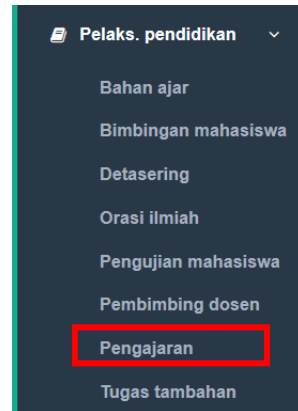 Pelaks. pendidikan
Bahan ajar
Bimbingan mahasiswa
Detasering
Orasi ilmiah
Pengujian mahasiswa
Pembimbing dosen
Pengajaran
Tugas tambahan